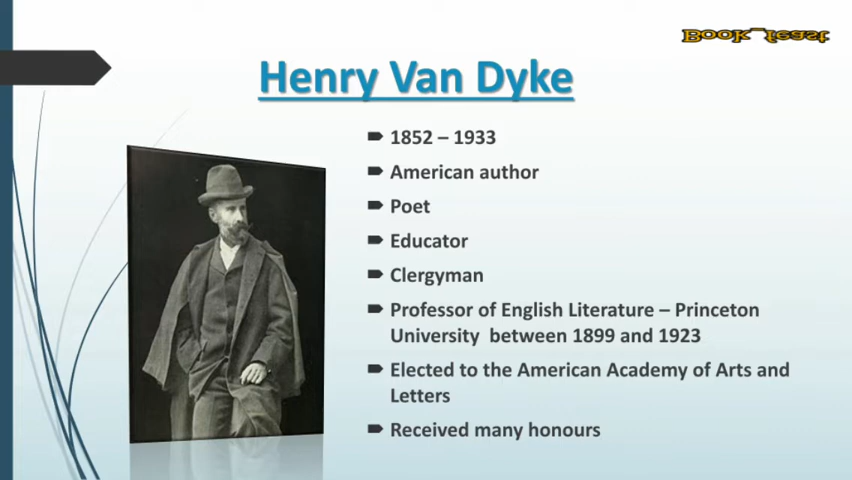 Book_teast
Henry Van Dyke
1852 – 1933
American author
Poet
Educator
Clergyman
Professor of English Literature – Princeton
University between 1899 and 1923
Elected to the American Academy of Arts and
Letters
Received many honours